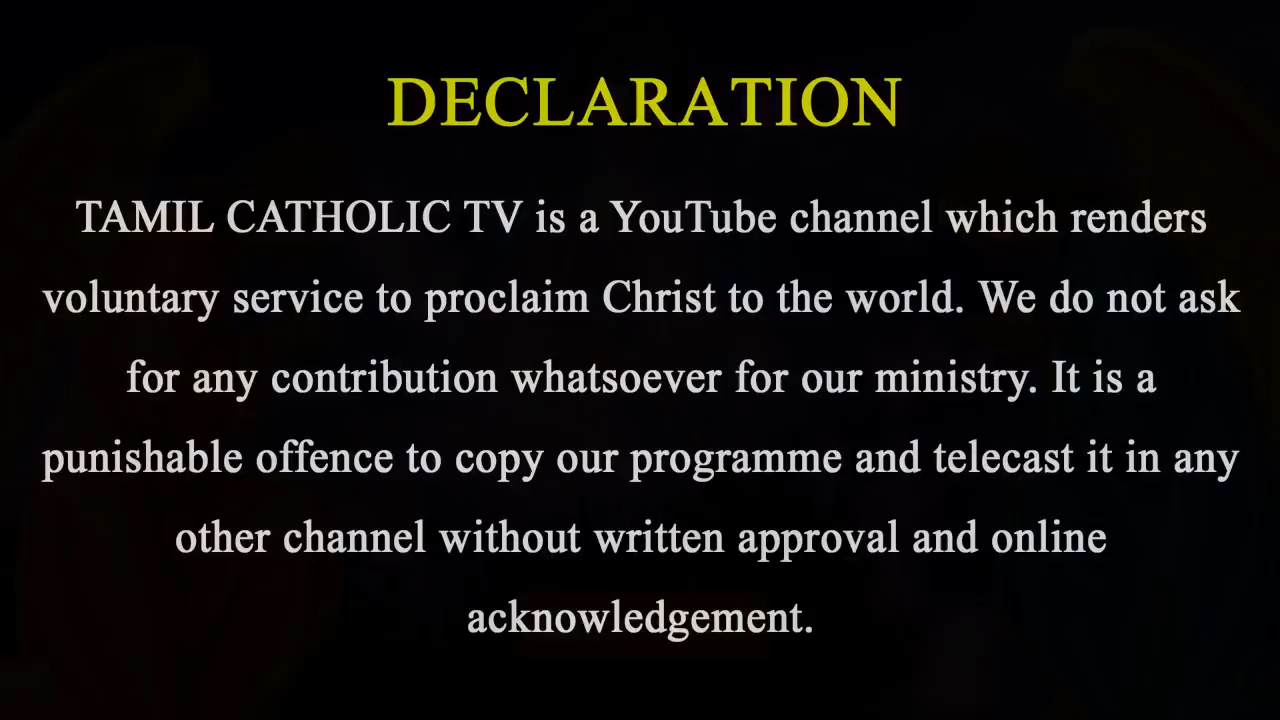 DECLARATION
TAMIL CATHOLIC TV is a YouTube channel which renders
voluntary service to proclaim Christ to the world. We do not ask
for any contribution whatsoever for our ministry. It is a
punishable offence to copy our programme and telecast it in any
other channel without written approval and online
acknowledgement.